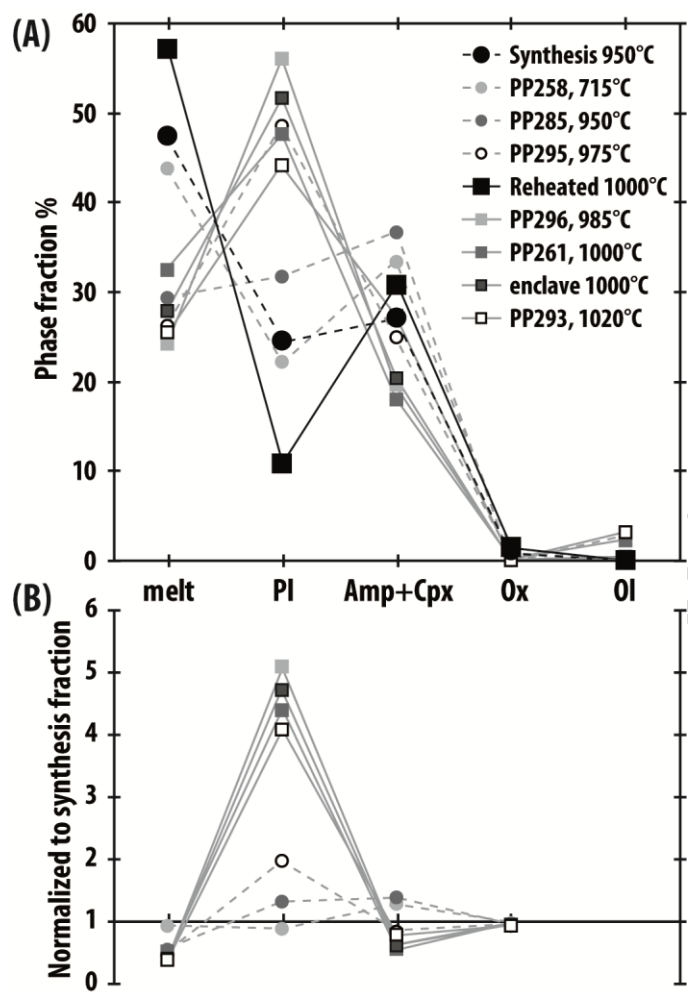 (A)
60
50
40
30
20
10
0
Phase fraction %
Synthesis 950°C
PP258, 715°C
PP285, 950°C
PP295, 975°C
Reheated 1000°C
PP296, 985°C
PP261, 1000°C
enclave 1000°C
PP293, 1020°C
melt Pl Amp+Cpx Ox Ol
(B)
6
5
4
3
2
1
0
Normalized to synthesis fraction